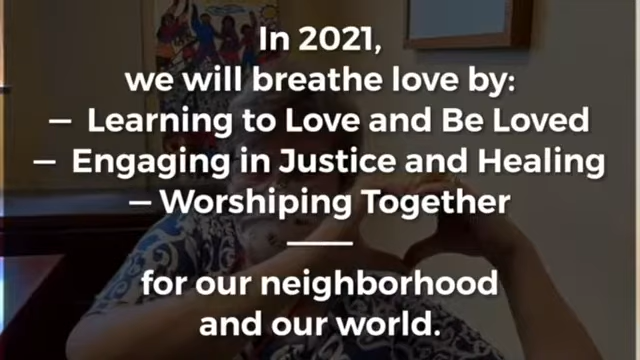 In 2021,
we will breathe love by:
— Learning to Love and Be Loved
— Engaging in Justice and Healing
— Worshiping Together
for our neighborhood
and our world.